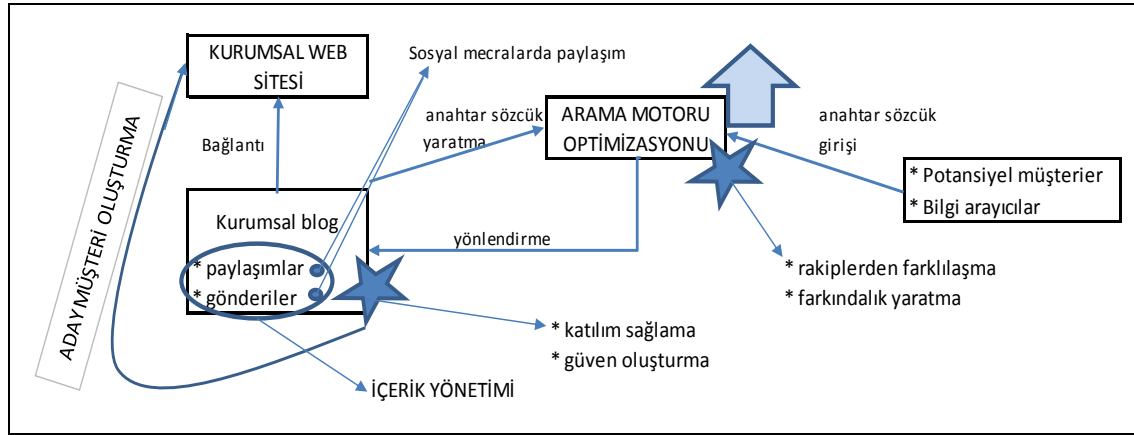 KURUMSAL WEB
SİTESİ
Sosyal mecralarda paylaşım
anahtar sözcük
yaratma
ARAMA MOTORU
OPTİMİZASYONU
anahtar sözcük
girişi
Bağlantı
ADAY MÜŞTERİ OLUŞTURMA
* Potansiyel müşterier
* Bilgi arayıcılar
Kurumsal blog
yönlendirme
* paylaşımlar
* gönderiler
* rakiplerden farklılaşma
* farkındalık yaratma
* katılım sağlama
* güven oluşturma
İÇERİK YÖNETİMİ